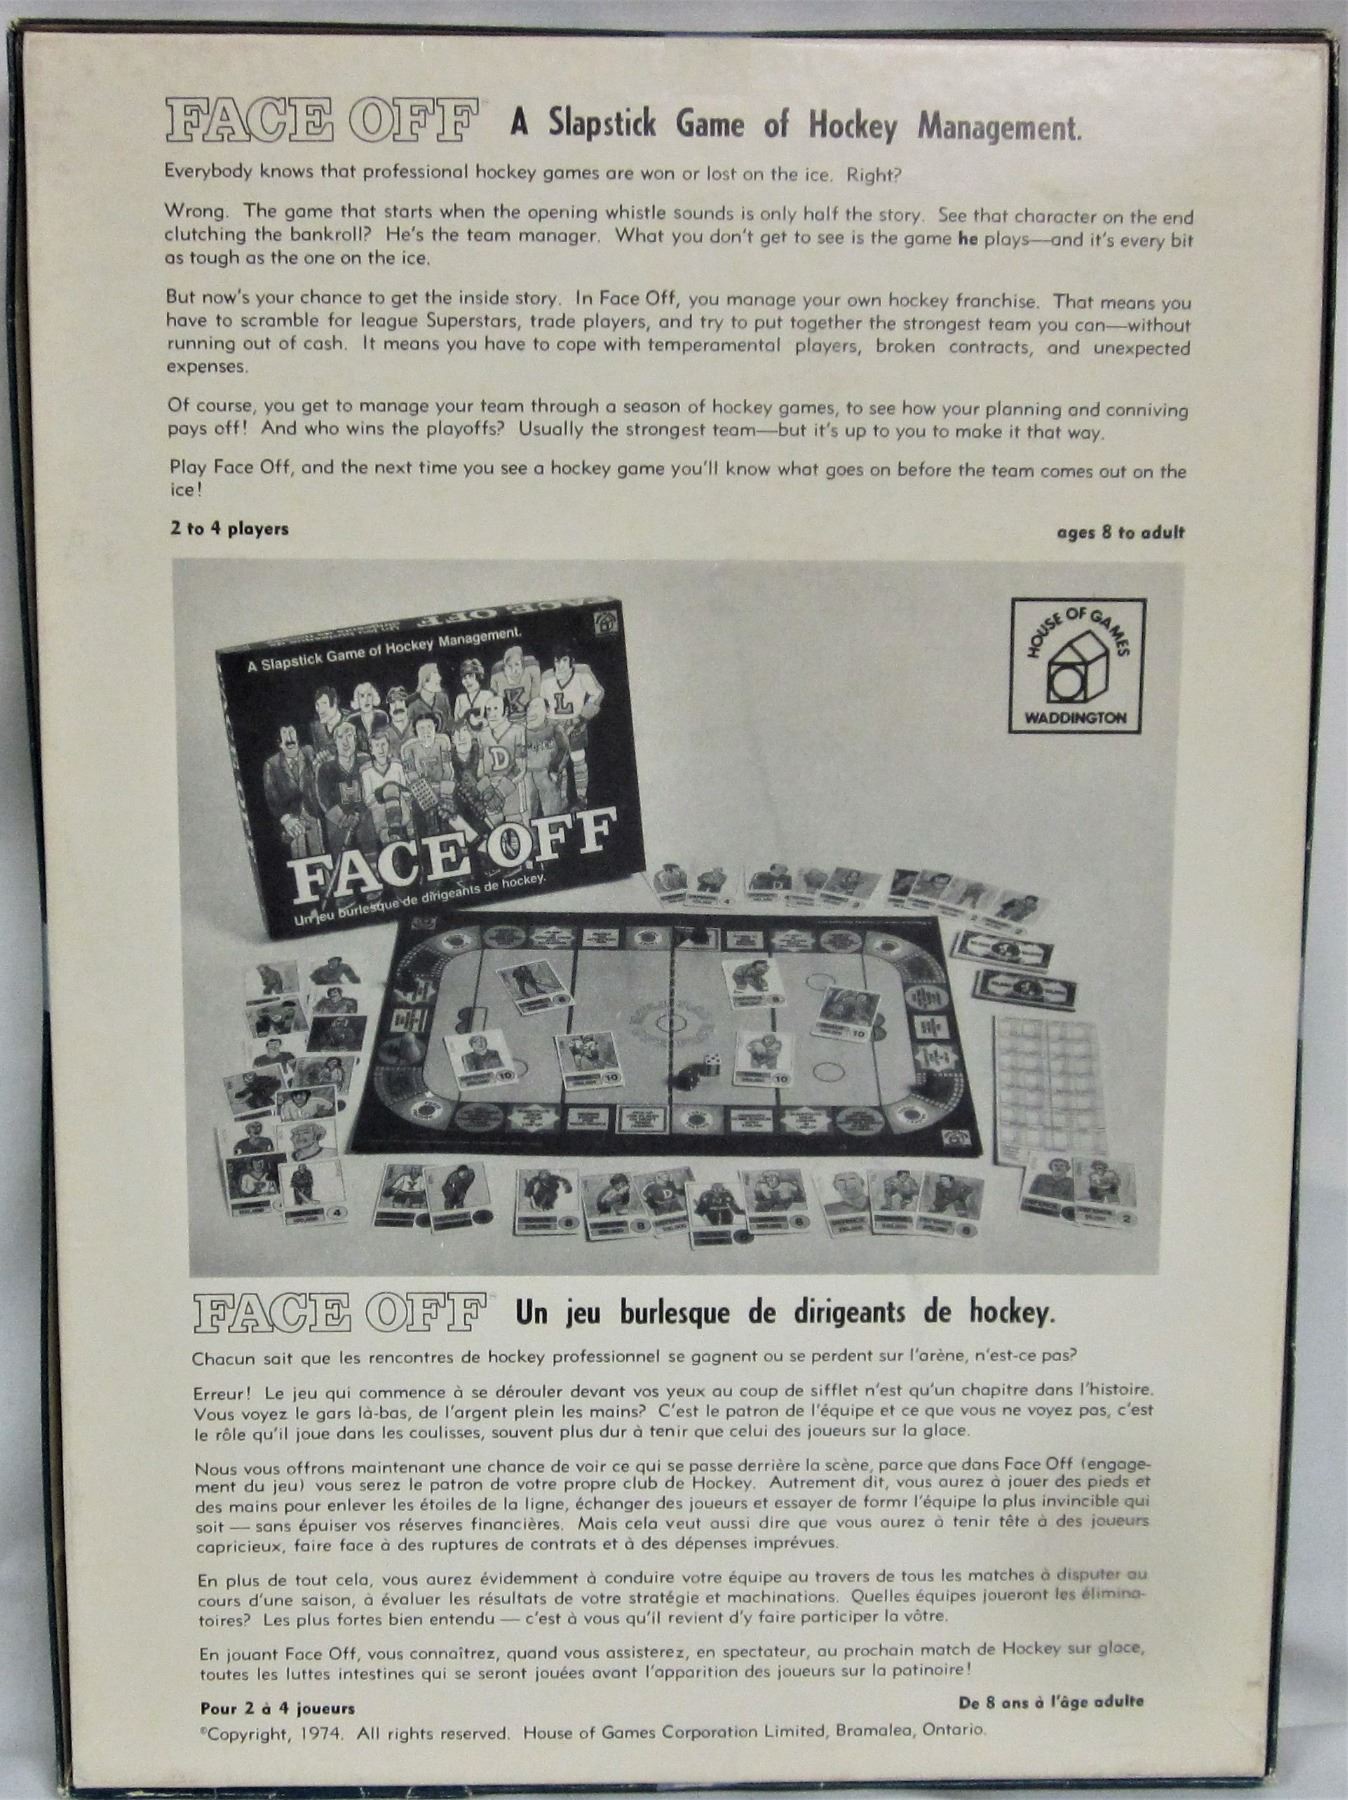 FACE OFF™ A Slapstick Game of Hockey Management.
Everybody knows that professional hockey games are won or lost on the ice. Right?
Wrong. The game that starts when the opening whistle sounds is only half the story. See that character on the end
clutching the bankroll? He's the team manager. What you don't get to see is the game he plays—and it's every bit
as tough as the one on the ice.
But now's your chance to get the inside story. In Face Off, you manage your own hockey franchise. That means you
have to scramble for league Superstars, trade players, and try to put together the strongest team you can—without
running out of cash. It means you have to cope with temperamental players, broken contracts, and unexpected
expenses.
Of course, you get to manage your team through a season of hockey games, to see how your planning and conniving
pays off! And who wins the playoffs? Usually the strongest team—but it's up to you to make it that way.
Play Face Off, and the next time you see a hockey game you'll know what goes on before the team comes out on the
ice!
2 to 4 players ages 8 to adult
HOUSE OF GAMES
WADDINGTON
FACE OFF
A Slapstick Game of Hockey Management.
K L
D
H
FACE OFF
Un jeu burlesque de dirigeants de hockey.
10
10
10
10
4
8
8
6
8
2
FACE OFF™ Un jeu burlesque de dirigeants de hockey.
Chacun sait que les rencontres de hockey professionnel se gagnent ou se perdent sur l'arène, n'est-ce pas?
Erreur! Le jeu qui commence à se dérouler devant vos yeux au coup de sifflet n'est qu'un chapitre dans l'histoire.
Vous voyez le gars là-bas, de l'argent plein les mains? C'est le patron de l'équipe et ce que vous ne voyez pas, c'est
le rôle qu'il joue dans les coulisses, souvent plus dur à tenir que celui des joueurs sur la glace.
Nous vous offrons maintenant une chance de voir ce qui se passe derrière la scène, parce que dans Face Off (engage-
ment du jeu) vous serez le patron de votre propre club de Hockey. Autrement dit, vous aurez à jouer des pieds et
des mains pour enlever les étoiles de la ligne, échanger des joueurs et essayer de formr l'équipe la plus invincible qui
soit — sans épuiser vos réserves financières. Mais cela veut aussi dire que vous aurez à tenir tête à des joueurs
capricieux, faire face à des ruptures de contrats et à des dépenses imprévues.
En plus de tout cela, vous aurez évidemment à conduire votre équipe au travers de tous les matches à disputer au
cours d'une saison, à évaluer les résultats de votre stratégie et machinations. Quelles équipes joueront les élimina-
toires? Les plus fortes bien entendu — c'est à vous qu'il revient d'y faire participer la vôtre.
En jouant Face Off, vous connaîtrez, quand vous assisterez, en spectateur, au prochain match de Hockey sur glace,
toutes les luttes intestines qui se seront jouées avant l'apparition des joueurs sur la patinoire!
Pour 2 à 4 joueurs De 8 ans à l'âge adulte
©Copyright, 1974. All rights reserved. House of Games Corporation Limited, Bramalea, Ontario.